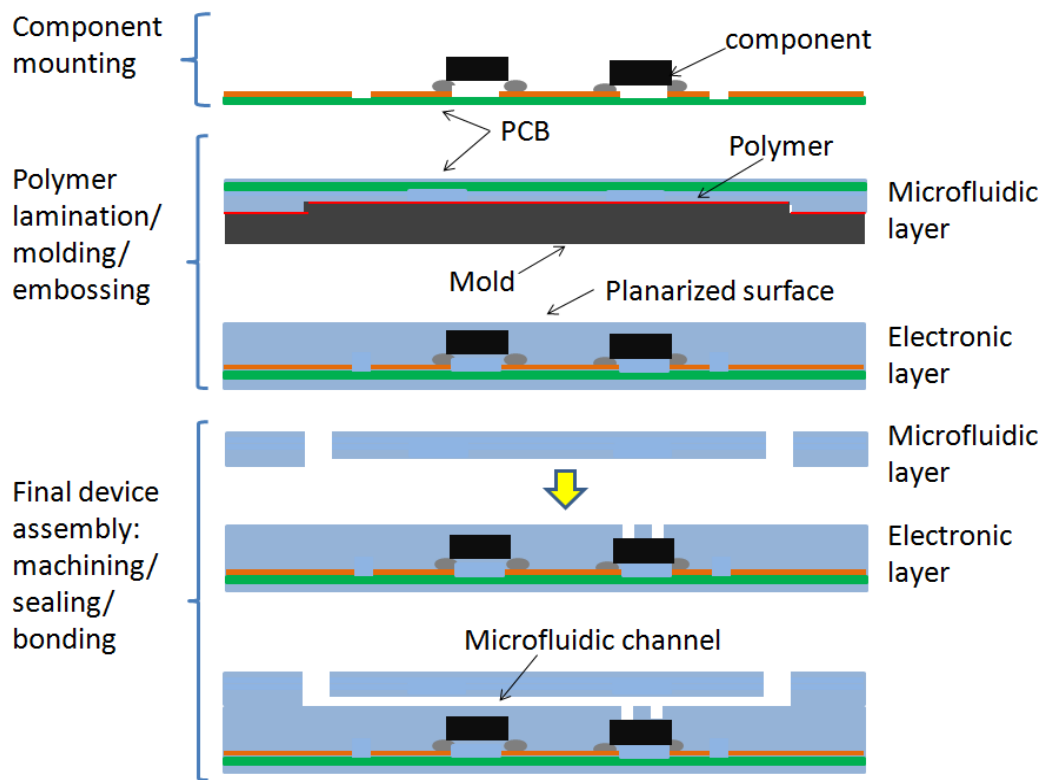 Component
mounting
component
PCB
Polymer
Polymer
lamination/
molding/
embossing
Microfluidic
layer
Mold
Planarized surface
Electronic
layer
Microfluidic
layer
Final device
assembly:
machining/
sealing/
bonding
Electronic
layer
Microfluidic channel